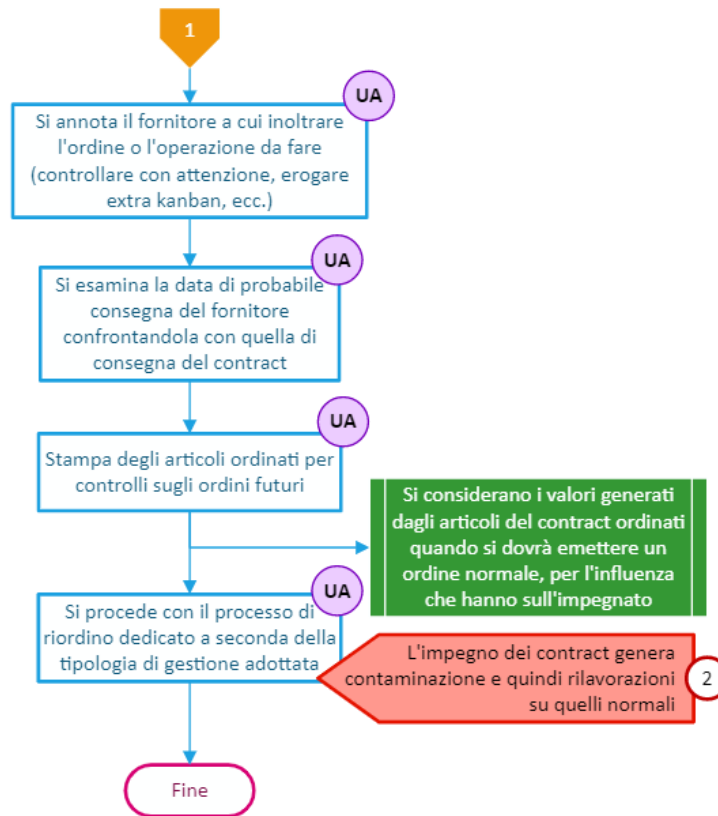 1
UA
Si annota il fornitore a cui inoltrare
l'ordine o l'operazione da fare
(controllare con attenzione, erogare
extra kanban, ecc.)
UA
Si esamina la data di probabile
consegna del fornitore
confrontandola con quella di
consegna del contract
UA
Stampa degli articoli ordinati per
controlli sugli ordini futuri
Si considerano i valori generati
dagli articoli del contract ordinati
quando si dovrà emettere un
ordine normale, per l'influenza
che hanno sull'impegnato
UA
Si procede con il processo di
riordino dedicato a seconda della
tipologia di gestione adottata
L'impegno dei contract genera
contaminazione e quindi rilavorazioni
su quelli normali
2
Fine